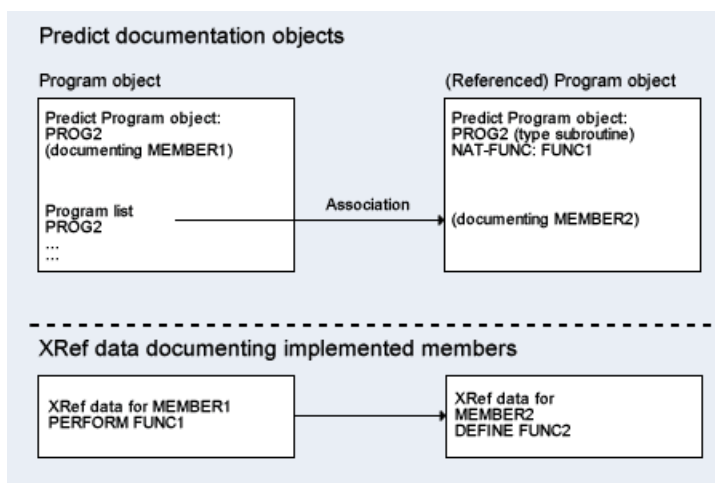 Predict documentation objects
Program object
Predict Program object:
PROG2
(documenting MEMBER1)
Program list
PROG2
...
...
Association
(Referenced) Program object
Predict Program object:
PROG2 (type subroutine)
NAT-FUNC: FUNC1
(documenting MEMBER2)
XRef data documenting implemented members
XRef data for MEMBER1
PERFORM FUNC1
XRef data for
MEMBER2
DEFINE FUNC2